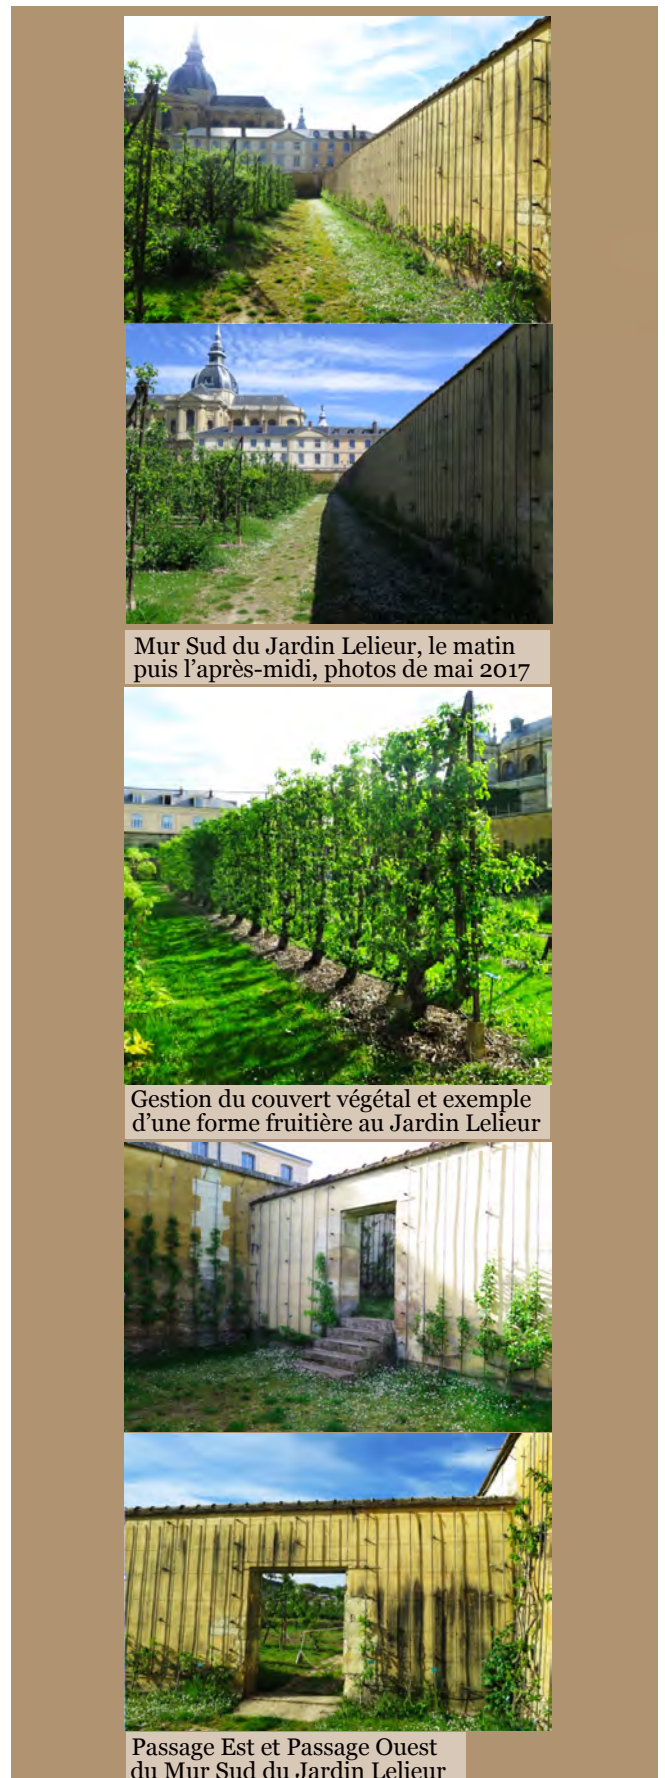 Mur Sud du Jardin Lelieur, le matin
puis l'après-midi, photos de mai 2017
Gestion du couvert végétal et exemple
d'une forme fruitière au Jardin Lelieur
Passage Est et Passage Ouest
du Mur Sud du Jardin Lelieur